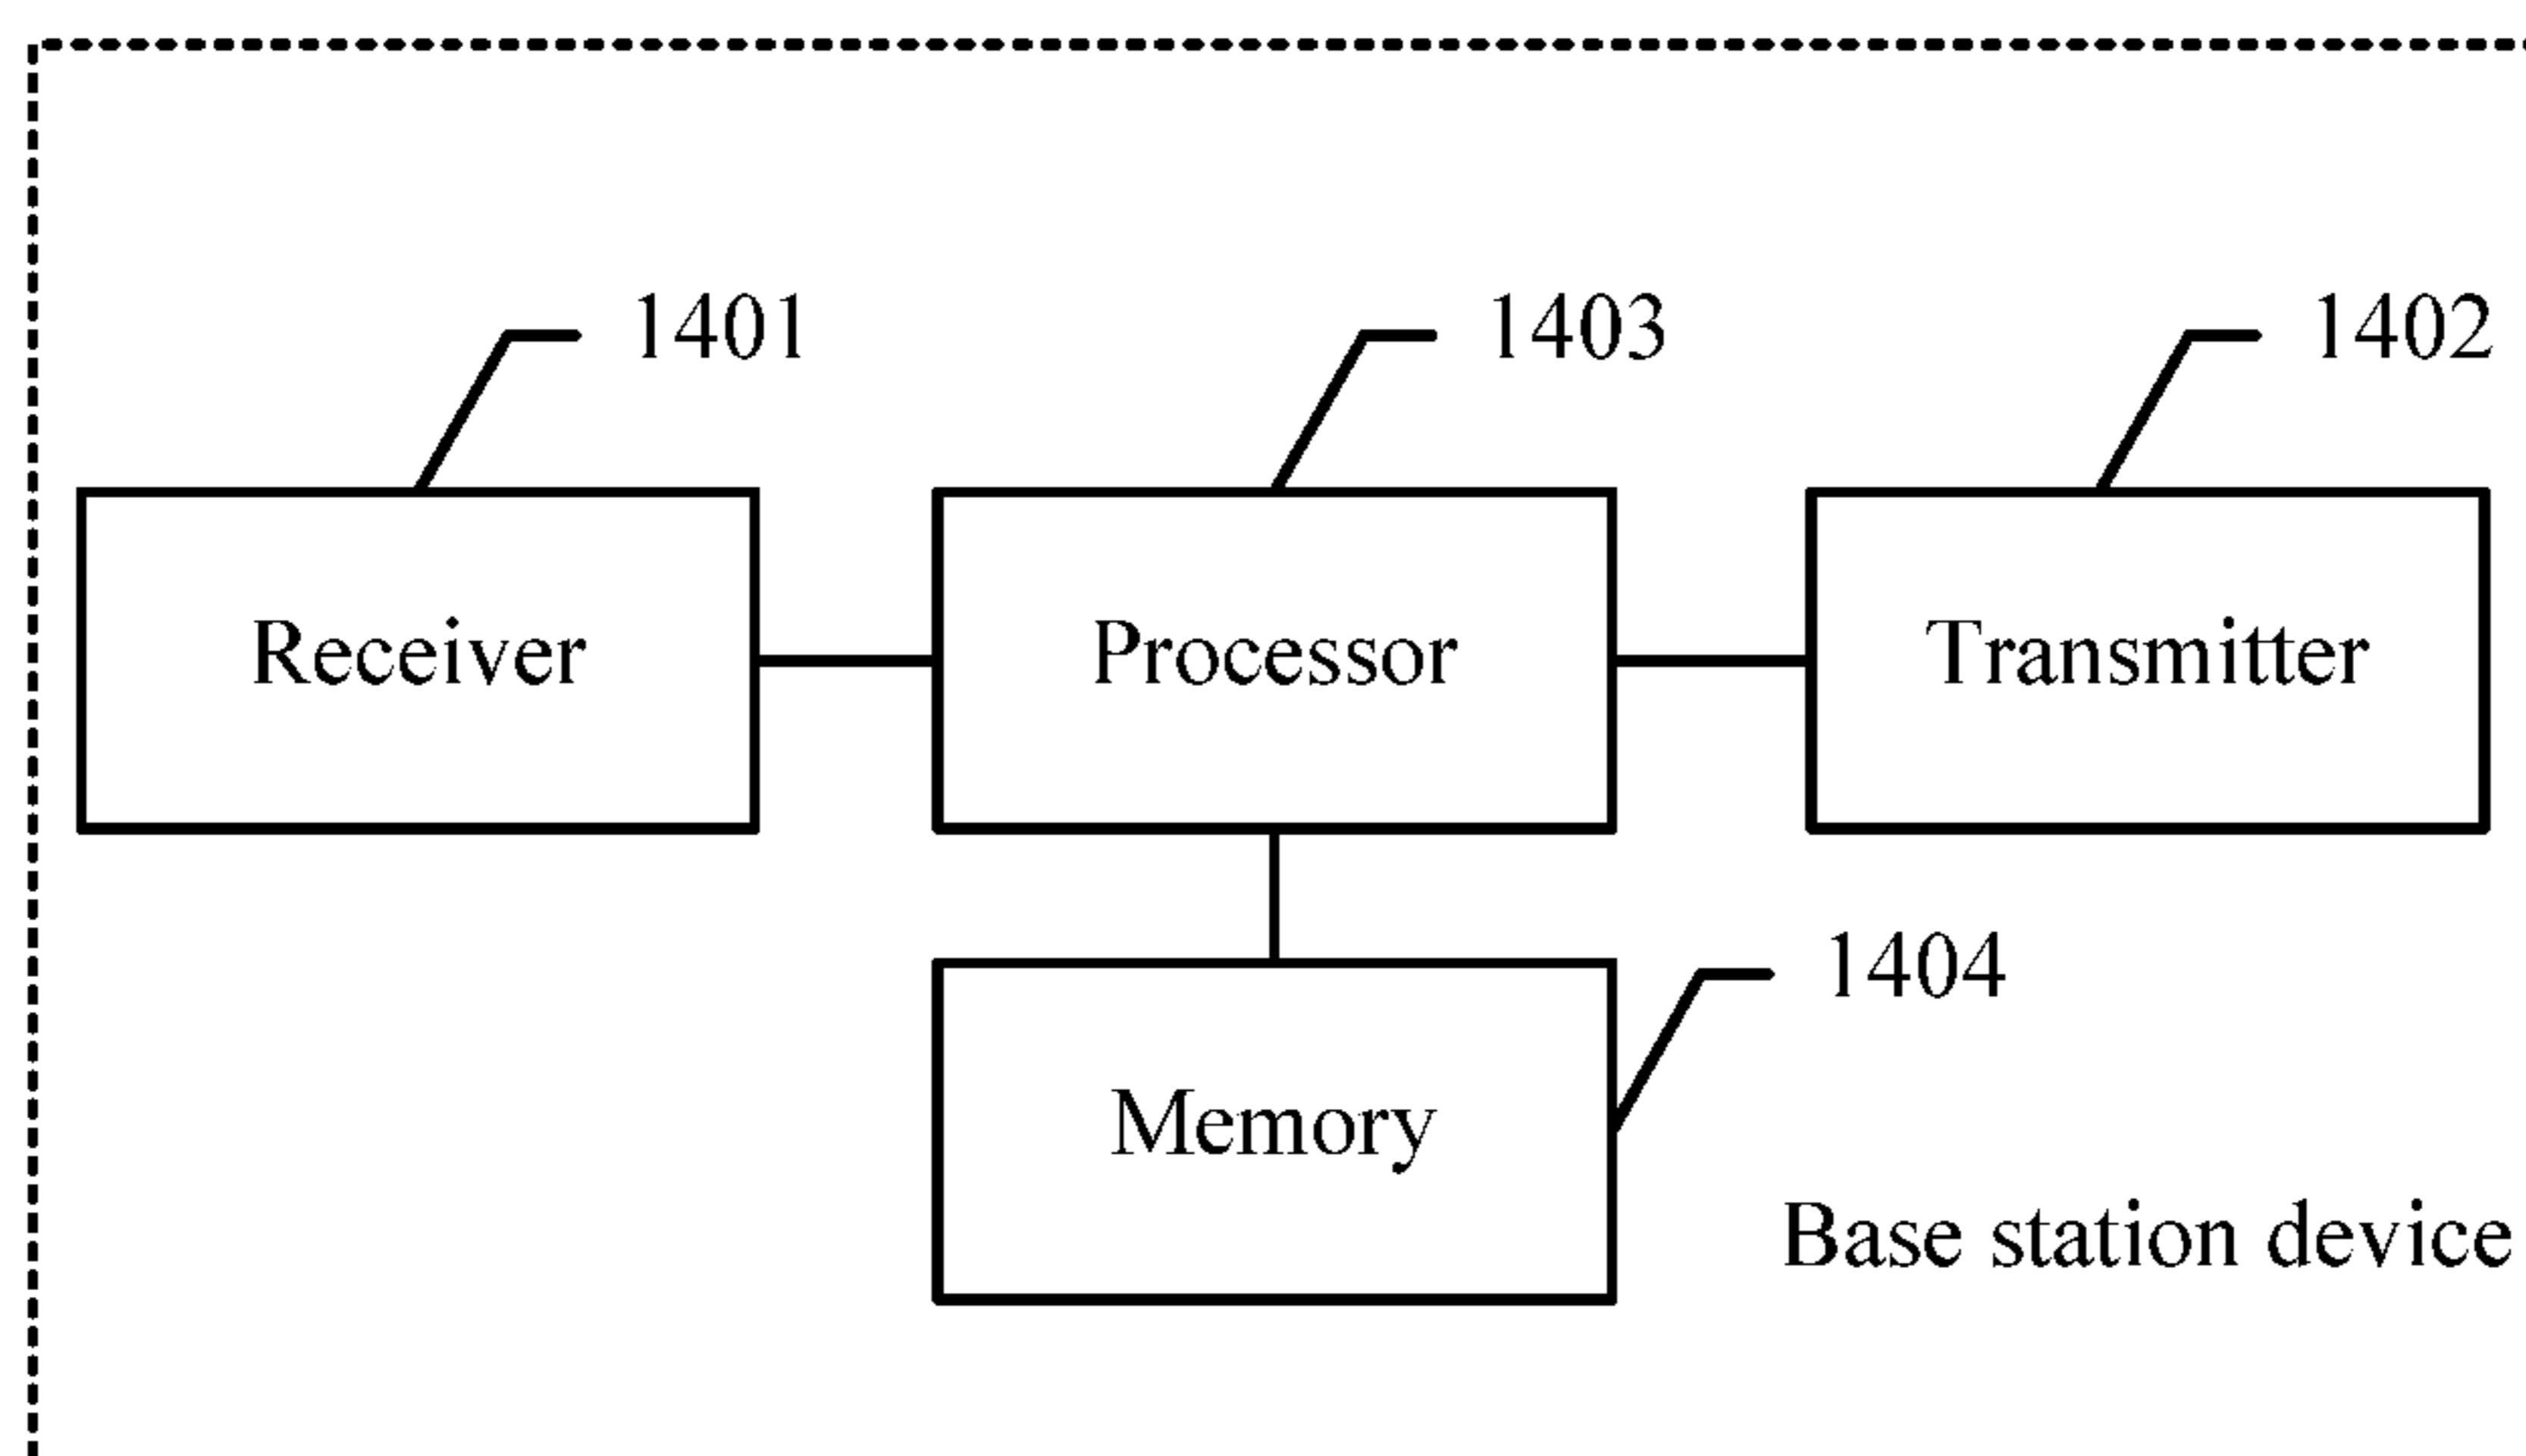 1401
1403
1402
Receiver
Processor
Transmitter
1404
Memory
Base station device